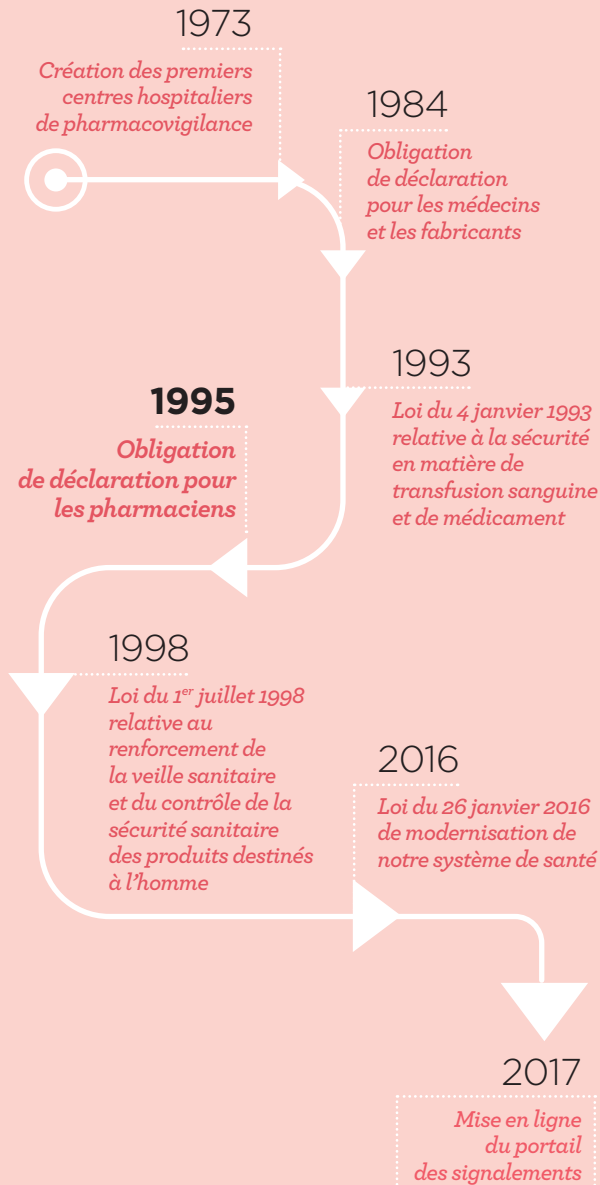 1973
Création des premiers
centres hospitaliers
de pharmacovigilance
1984
Obligation
de déclaration
pour les médecins
et les fabricants
1993
Loi du 4 janvier 1993
relative à la sécurité
en matière de
transfusion sanguine
et de médicament
1995
Obligation
de déclaration pour
les pharmaciens
1998
Loi du 1er juillet 1998
relative au
renforcement de
la veille sanitaire
et du contrôle de la
sécurité sanitaire
des produits destinés
à l’homme
2016
Loi du 26 janvier 2016
de modernisation de
notre système de santé
2017
Mise en ligne
du portail
des signalements